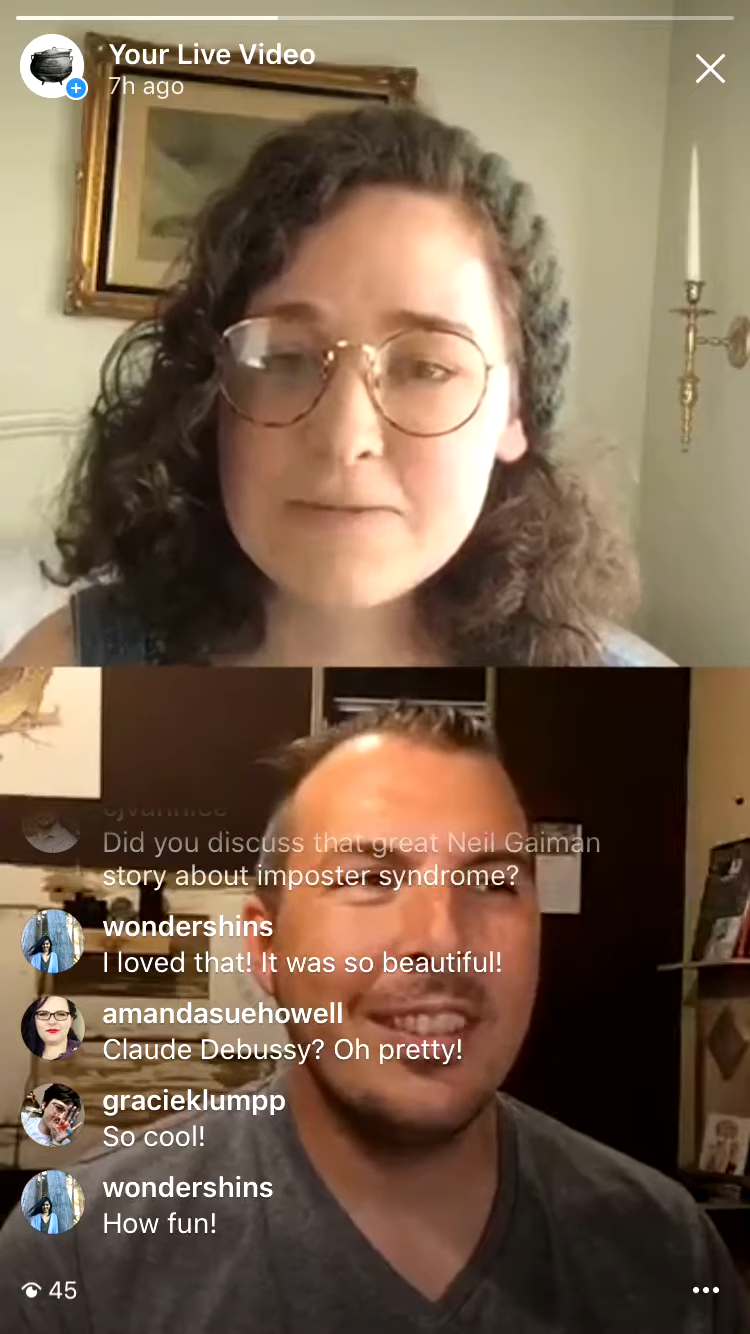 Your Live Video
7h ago
Did you discuss that great Neil Gaiman
story about imposter syndrome?
wondershins
I loved that! It was so beautiful!
amandasuehowell
Claude Debussy? Oh pretty!
gracieklumpp
So cool!
wondershins
How fun!
45